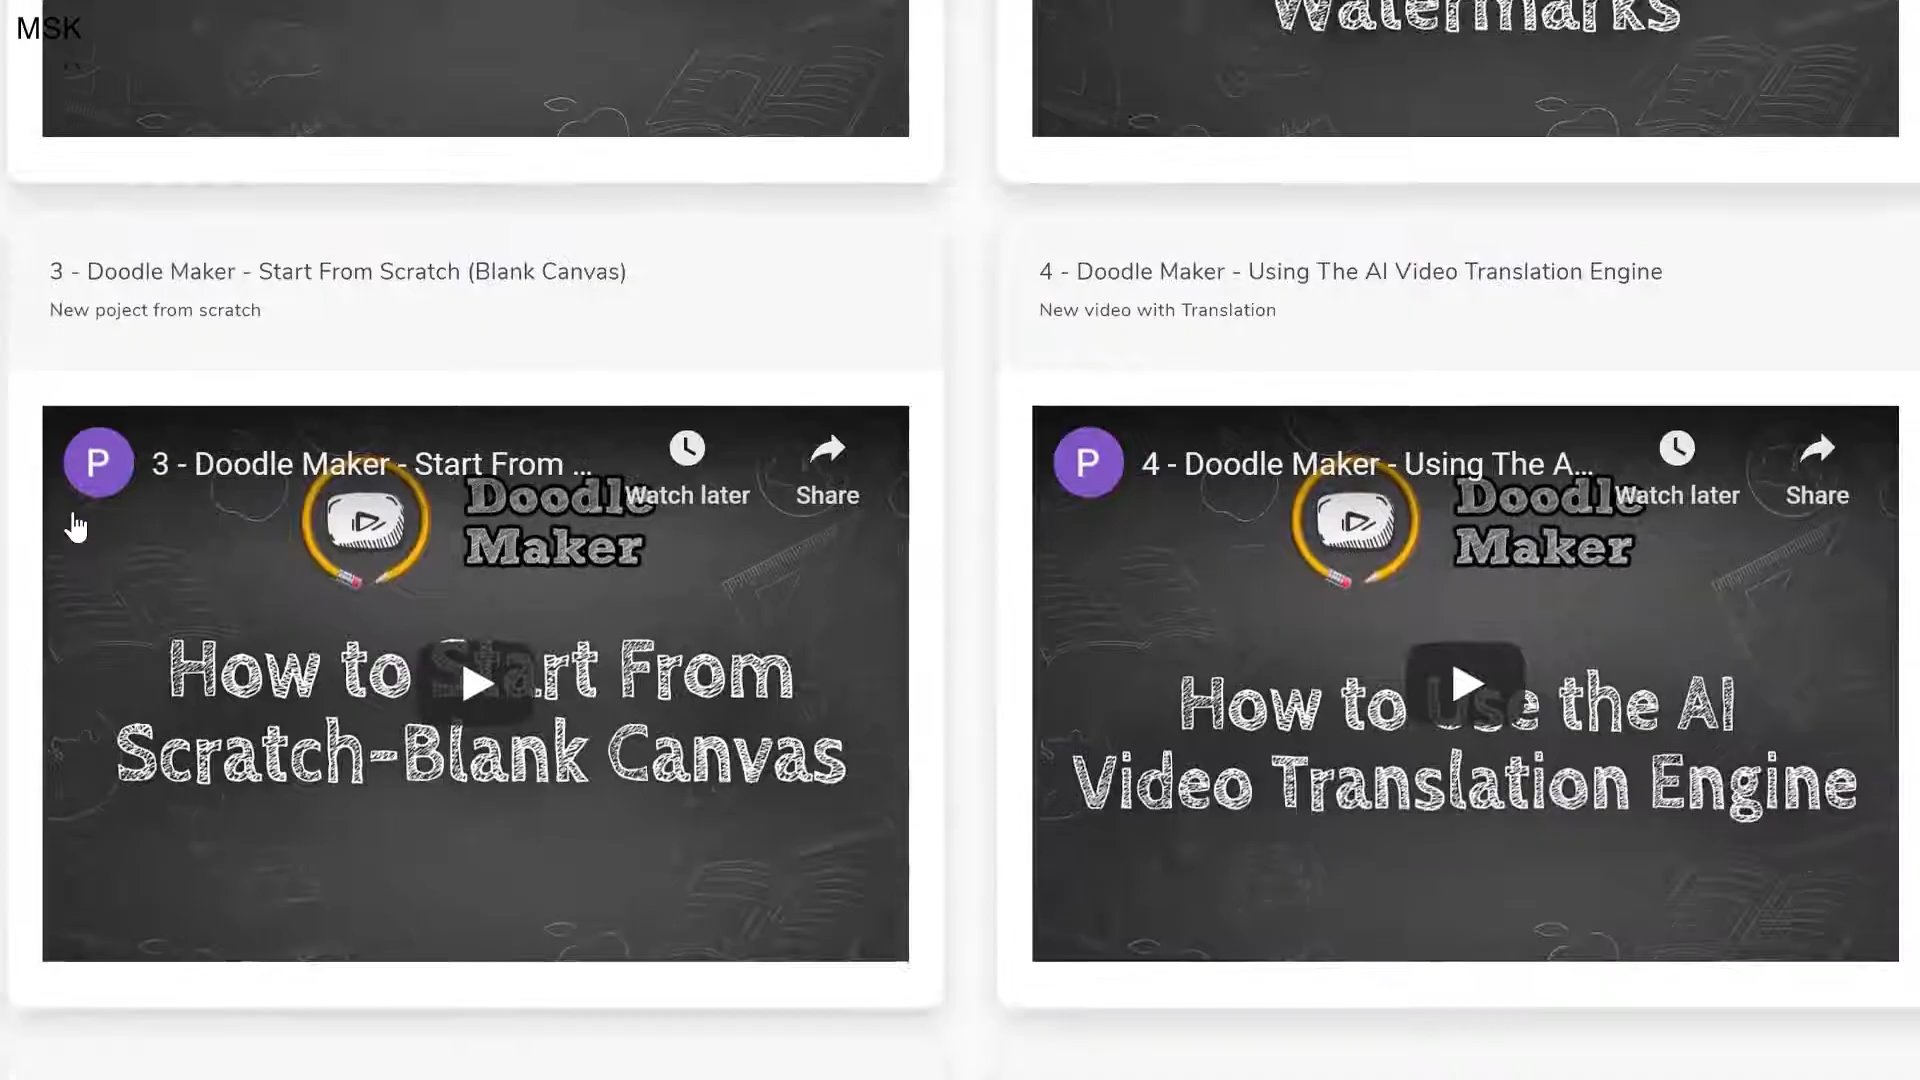 MSK
Watermarks
3 - Doodle Maker - Start From Scratch (Blank Canvas)
New poject from scratch
4 - Doodle Maker - Using The AI Video Translation Engine
New video with Translation
P
3 - Doodle Maker - Start From ...
Watch later
Share
Doodle
Maker
How to Start From
Scratch-Blank Canvas
P
4 - Doodle Maker - Using The A...
Watch later
Share
Doodle
Maker
How to Use the AI
Video Translation Engine